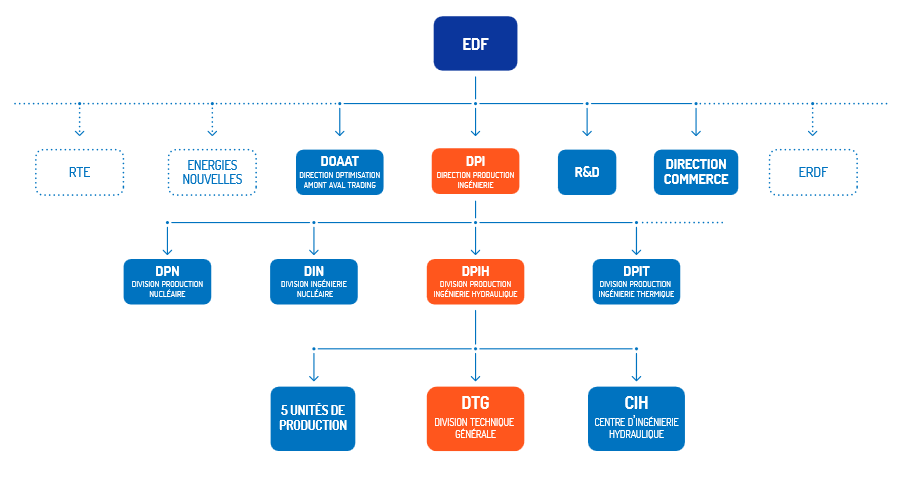 EDF
RTE
ENERGIES
NOUVELLES
DOAAT
DIRECTION OPTIMISATION
AMONT AVAL TRADING
DPI
DIRECTION PRODUCTION
INGÉNIERIE
R&D
DIRECTION
COMMERCE
ERDF
DPN
DIVISION PRODUCTION
NUCLÉAIRE
DIN
DIVISION INGÉNIERIE
NUCLÉAIRE
DPIH
DIVISION PRODUCTION
INGÉNIERIE HYDRAULIQUE
DPIT
DIVISION PRODUCTION
INGÉNIERIE THERMIQUE
5 UNITÉS DE
PRODUCTION
DTG
DIVISION TECHNIQUE
GÉNÉRALE
CIH
CENTRE D'INGÉNIERIE
HYDRAULIQUE